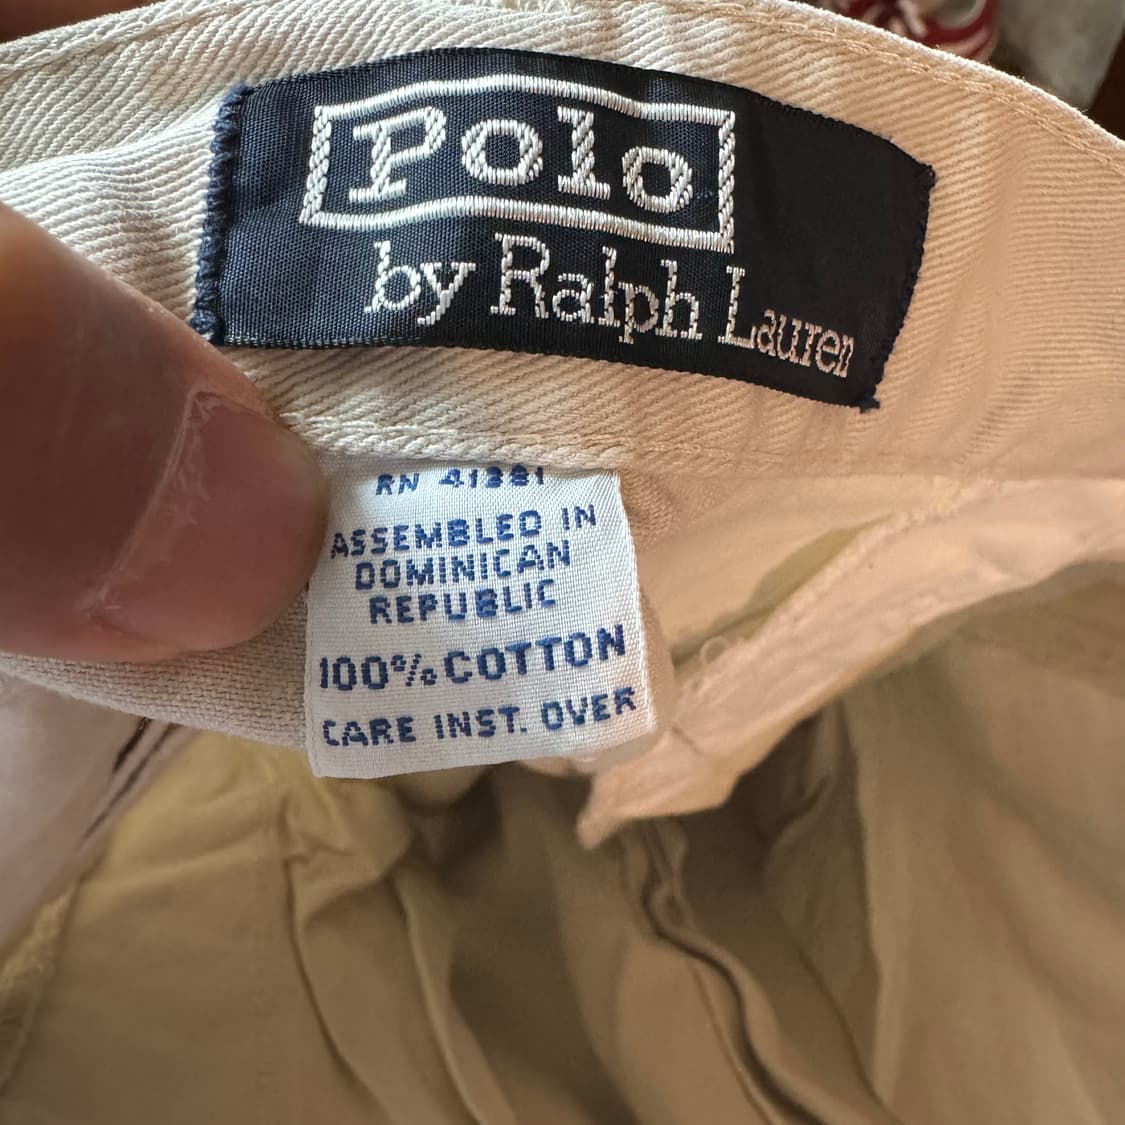 Polo
by Ralph Lauren
RN 41381
ASSEMBLED IN
DOMINICAN
REPUBLIC
100% COTTON
CARE INST. OVER